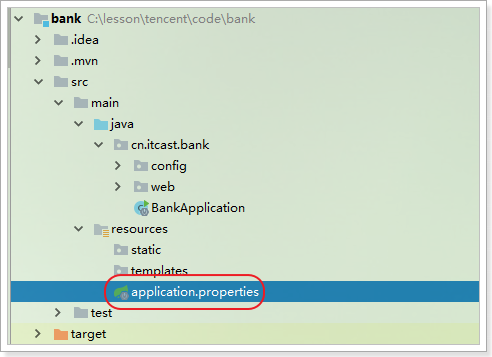 bank C:\lesson\tencent\code\bank
.idea
.mvn
src
main
java
cn.itcast.bank
config
web
BankApplication
resources
static
templates
application.properties
test
target